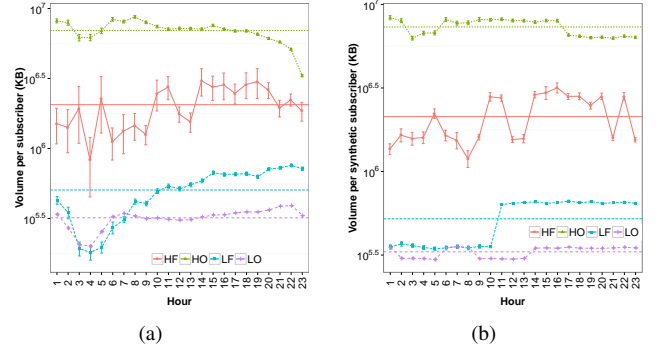 10^7
10^6.5
10^6
10^5.5
Volume per subscriber (KB)
HF HO LF LO
1 2 3 4 5 6 7 8 9 10 11 12 13 14 15 16 17 18 19 20 21 22 23
Hour
(a)
10^7
10^6.5
10^6
10^5.5
Volume per synthetic subscriber (KB)
HF HO LF LO
1 2 3 4 5 6 7 8 9 10 11 12 13 14 15 16 17 18 19 20 21 22 23
Hour
(b)